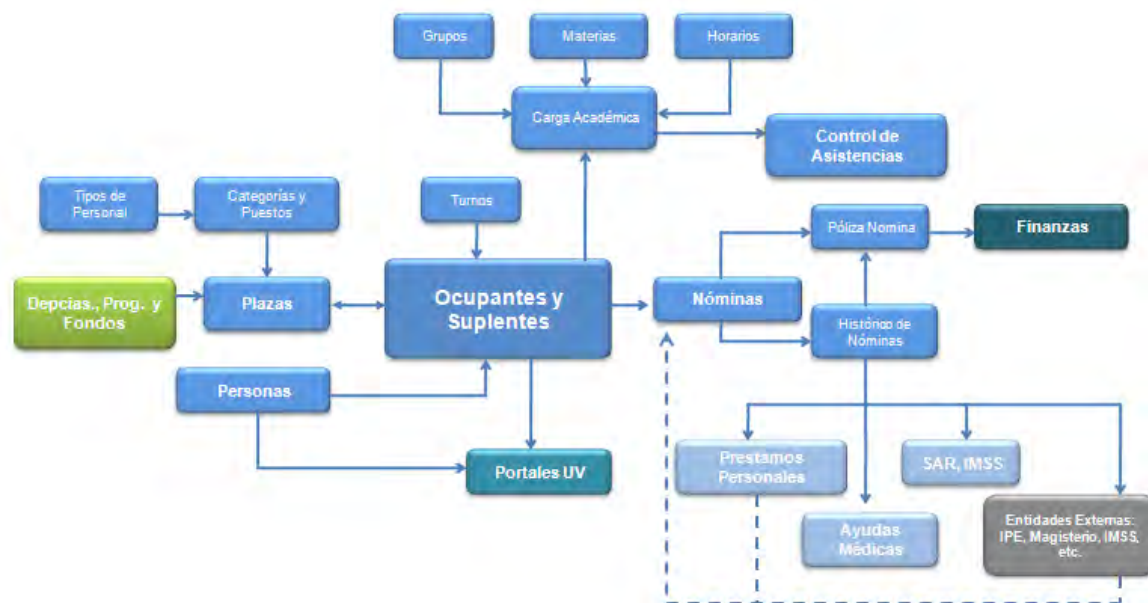 Grupos
Materias
Horarios
Carga Académica
Control de
Asistencias
Tipos de
Personal
Categorías y
Puestos
Turnos
Póliza Nomina
Finanzas
Depcias., Prog. y
Fondos
Plazas
Ocupantes y
Suplentes
Nóminas
Histórico de
Nóminas
Personas
Portales UV
Prestamos
Personales
SAR, IMSS
Ayudas
Médicas
Entidades Externas:
IPE, Magisterio, IMSS,
etc.